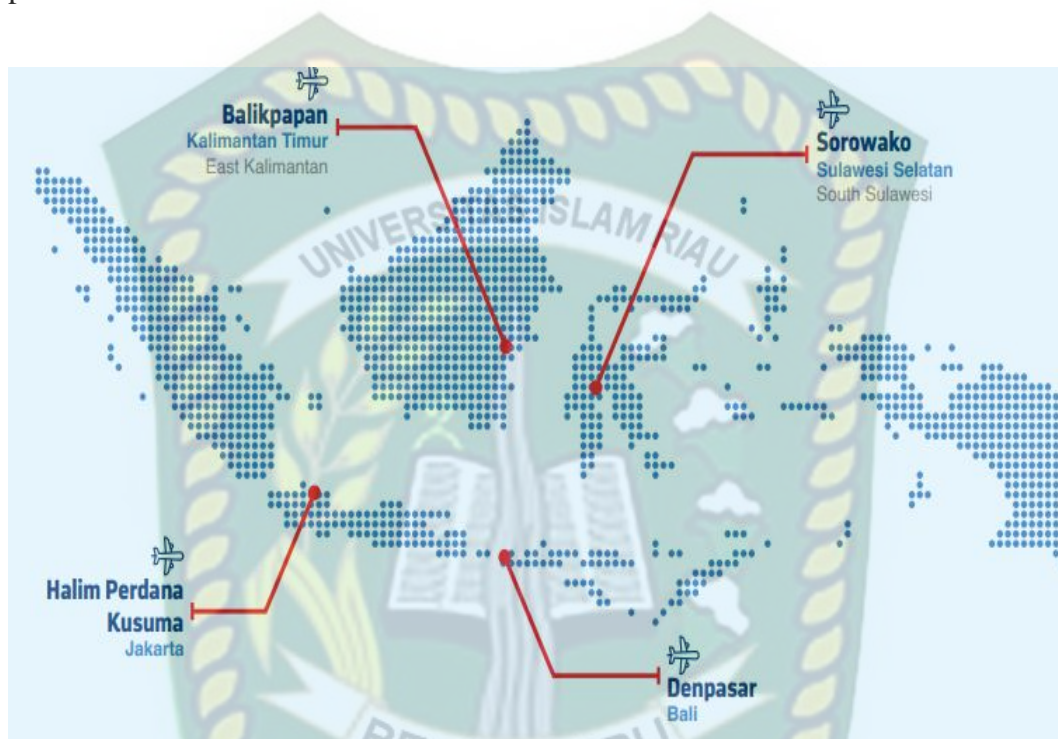 Balikpapan
Kalimantan Timur
East Kalimantan
Sorowako
Sulawesi Selatan
South Sulawesi
UNIVERSITAS ISLAM RIAU
Halim Perdana
Kusuma
Jakarta
Denpasar
Bali